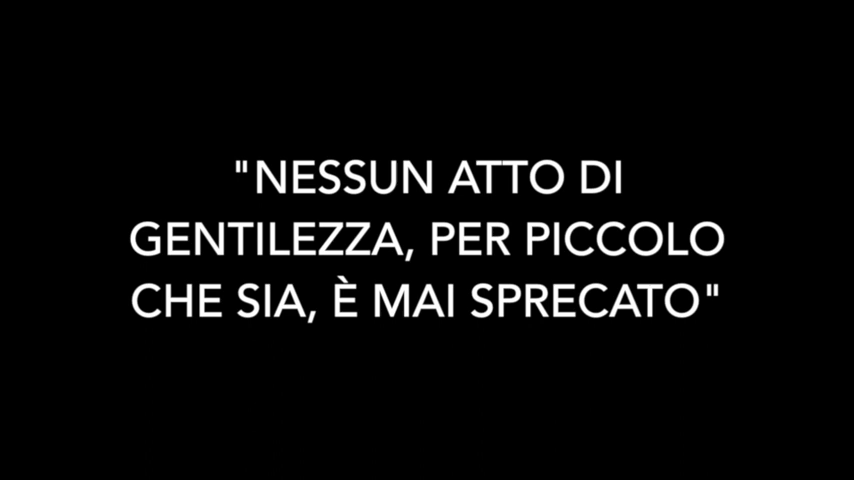 "NESSUN ATTO DI
GENTILEZZA, PER PICCOLO
CHE SIA, È MAI SPRECATO"